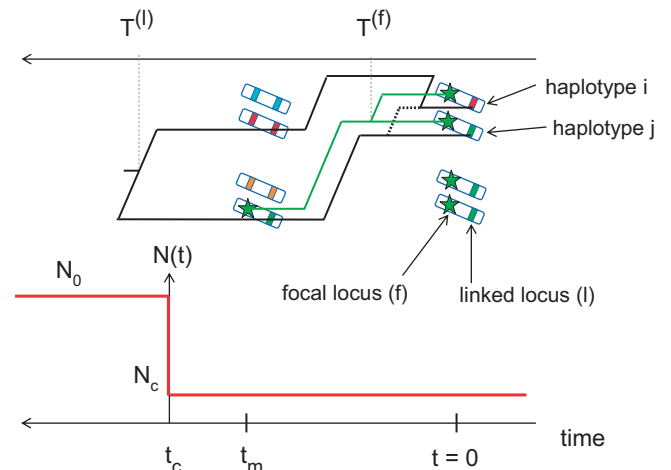 T(l) T(f)
haplotype i
haplotype j
N0 N(t)
focal locus (f) linked locus (l)
Nc
time
tc tm t = 0